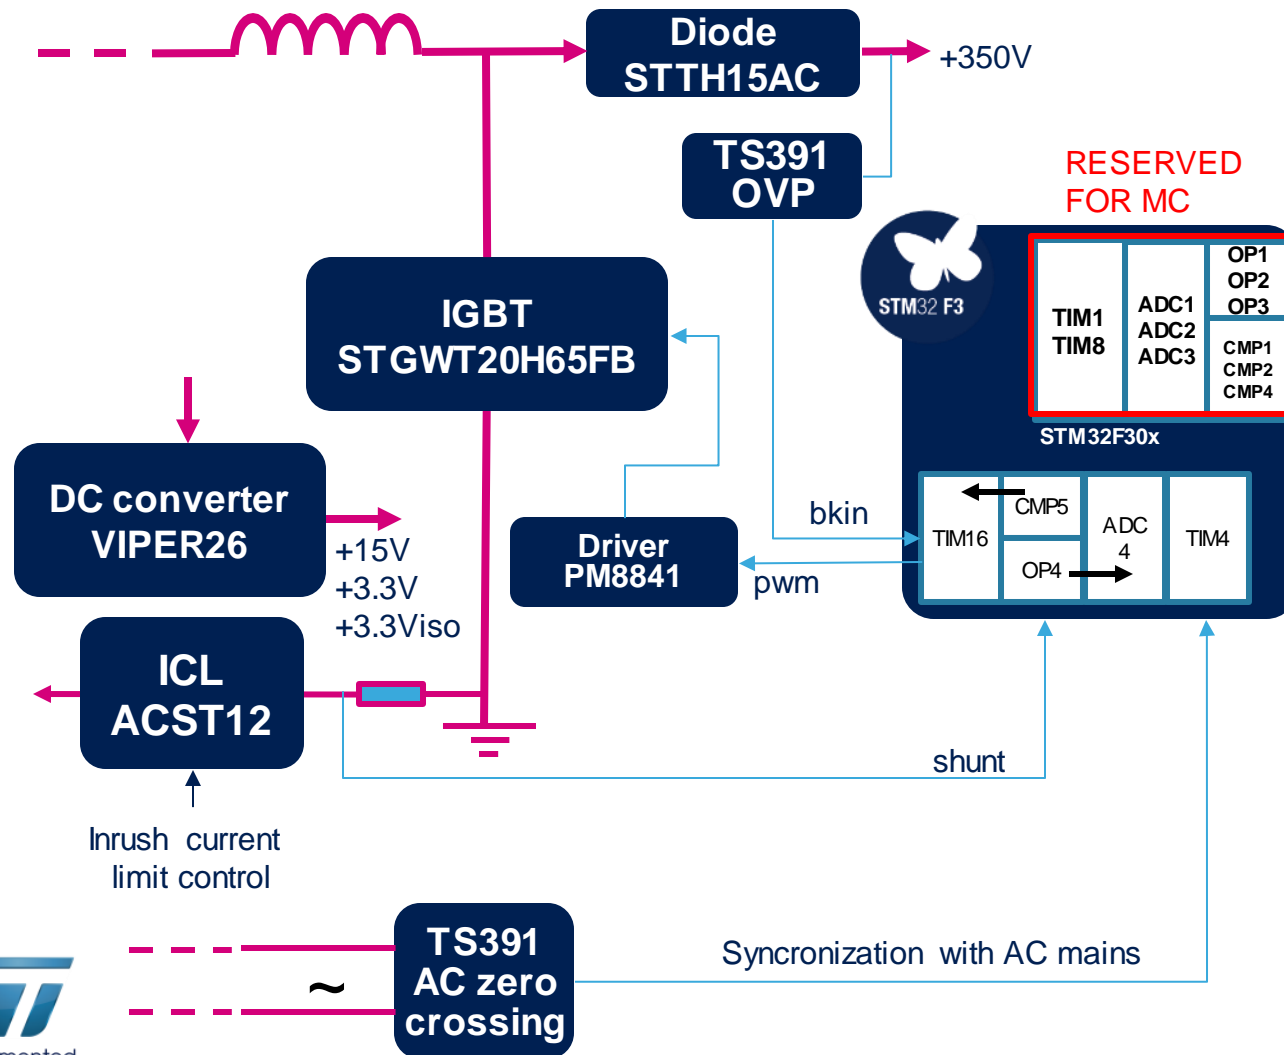 Diode
STTH15AC
+350V
TS391
OVP
RESERVED
FOR MC
STM32 F3
TIM1
TIM8
ADC1
ADC2
ADC3
OP1
OP2
OP3
CMP1
CMP2
CMP4
STM32F30x
IGBT
STGWT20H65FB
DC converter
VIPER26
+15V
+3.3V
+3.3Viso
Driver
PM8841
bkin
pwm
TIM16
CMP5
OP4
ADC
4
TIM4
ICL
ACST12
shunt
Inrush current
limit control
~
TS391
AC zero
crossing
Syncronization with AC mains